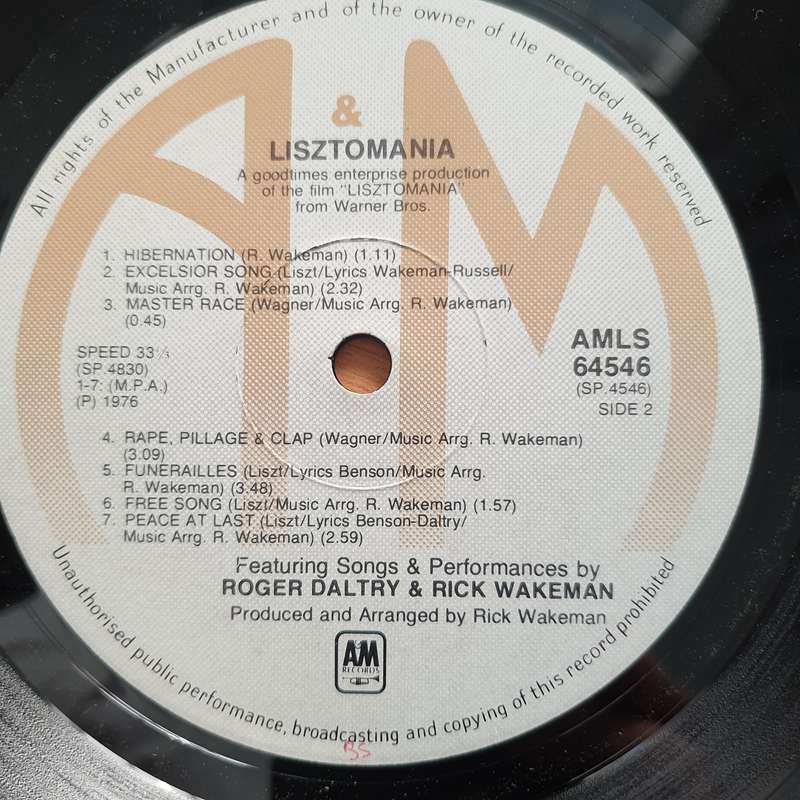 All rights of the Manufacturer and of the owner of the recorded work reserved
&
LISZTOMANIA
A goodtimes enterprise production
of the film "LISZTOMANIA"
from Warner Bros.
1. HIBERNATION (R. Wakeman) (1.11)
2. EXCELSIOR SONG (Liszt/Lyrics Wakeman-Russell/
Music Arrg. R. Wakeman) (2.32)
3. MASTER RACE (Wagner/Music Arrg. R. Wakeman)
(0.45)
SPEED 33⅓
(SP 4830)
1-7: (M.P.A.)
(P) 1976
AMLS
64546
(SP.4546)
SIDE 2
4. RAPE, PILLAGE & CLAP (Wagner/Music Arrg. R. Wakeman)
(3.09)
5. FUNERAILLES (Liszt/Lyrics Benson/Music Arrg.
R. Wakeman) (3.48)
6. FREE SONG (Liszt/Music Arrg. R. Wakeman) (1.57)
7. PEACE AT LAST (Liszt/Lyrics Benson-Daltry/
Music Arrg. R. Wakeman) (2.59)
Featuring Songs & Performances by
ROGER DALTRY & RICK WAKEMAN
Produced and Arranged by Rick Wakeman
AM
RECORDS
Unauthorised public performance, broadcasting and copying of this record prohibited
BS